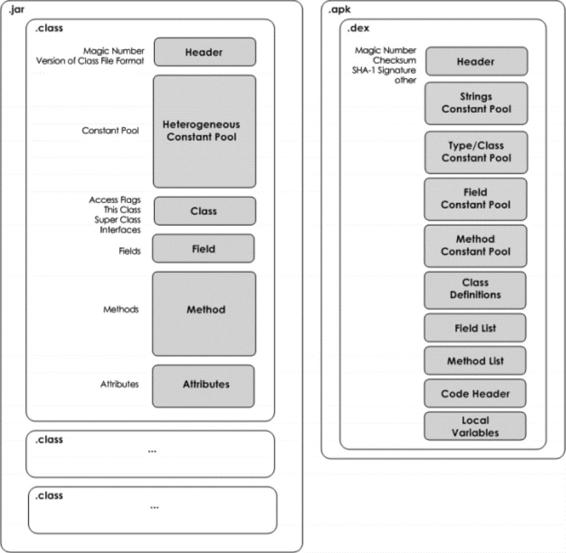 .jar
.class
Magic Number
Version of Class File Format
Header
Constant Pool
Heterogeneous
Constant Pool
Access Flags
This Class
Super Class
Interfaces
Class
Fields
Field
Methods
Method
Attributes
Attributes
.class
...
.class
...
.apk
.dex
Magic Number
Checksum
SHA-1 Signature
other
Header
Strings
Constant Pool
Type/Class
Constant Pool
Field
Constant Pool
Method
Constant Pool
Class
Definitions
Field List
Method List
Code Header
Local
Variables